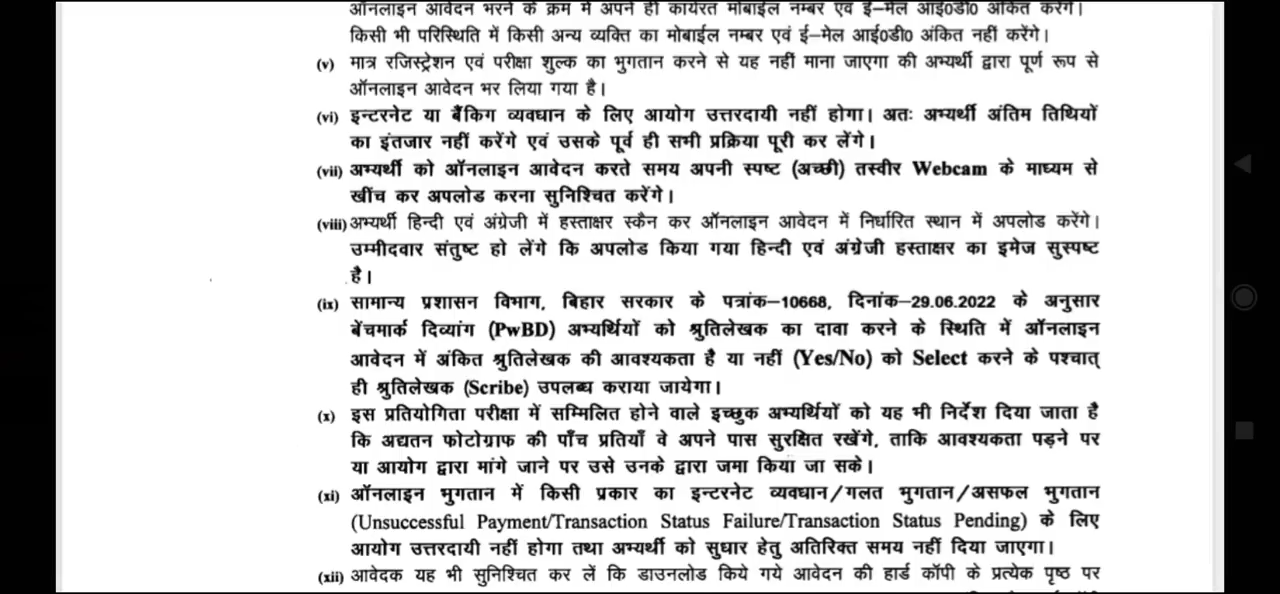 ऑनलाइन आवेदन भरने के क्रम में अपने ही कार्यरत मोबाईल नम्बर एवं ई–मेल आई0डी0 अंकित करेंगे।
किसी भी परिस्थिति में किसी अन्य व्यक्ति का मोबाईल नम्बर एवं ई–मेल आई0डी0 अंकित नहीं करेंगे।
(v) मात्र रजिस्ट्रेशन एवं परीक्षा शुल्क का भुगतान करने से यह नहीं माना जाएगा की अभ्यर्थी द्वारा पूर्ण रूप से
ऑनलाइन आवेदन भर लिया गया है।
(vi) इन्टरनेट या बैंकिग व्यवधान के लिए आयोग उत्तरदायी नहीं होगा। अतः अभ्यर्थी अंतिम तिथियों
का इंतजार नहीं करेंगे एवं उसके पूर्व ही सभी प्रक्रिया पूरी कर लेंगे।
(vii) अभ्यर्थी को ऑनलाइन आवेदन करते समय अपनी स्पष्ट (अच्छी) तस्वीर Webcam के माध्यम से
खींच कर अपलोड करना सुनिश्चित करेंगे।
(viii) अभ्यर्थी हिन्दी एवं अंग्रेजी में हस्ताक्षर स्कैन कर ऑनलाइन आवेदन में निर्धारित स्थान में अपलोड करेंगे।
उम्मीदवार संतुष्ट हो लेंगे कि अपलोड किया गया हिन्दी एवं अंग्रेजी हस्ताक्षर का इमेज सुस्पष्ट
है।
(ix) सामान्य प्रशासन विभाग, बिहार सरकार के पत्रांक–10668, दिनांक–29.06.2022 के अनुसार
बेंचमार्क दिव्यांग (PwBD) अभ्यर्थियों को श्रुतिलेखक का दावा करने के स्थिति में ऑनलाइन
आवेदन में अंकित श्रुतिलेखक की आवश्यकता है या नहीं (Yes/No) को Select करने के पश्चात्
ही श्रुतिलेखक (Scribe) उपलब्ध कराया जायेगा।
(x) इस प्रतियोगिता परीक्षा में सम्मिलित होने वाले इच्छुक अभ्यर्थियों को यह भी निर्देश दिया जाता है
कि अद्यतन फोटोग्राफ की पाँच प्रतियाँ वे अपने पास सुरक्षित रखेंगे, ताकि आवश्यकता पड़ने पर
या आयोग द्वारा मांगे जाने पर उसे उनके द्वारा जमा किया जा सके।
(xi) ऑनलाइन भुगतान में किसी प्रकार का इन्टरनेट व्यवधान/गलत भुगतान/असफल भुगतान
(Unsuccessful Payment/Transaction Status Failure/Transaction Status Pending) के लिए
आयोग उत्तरदायी नहीं होगा तथा अभ्यर्थी को सुधार हेतु अतिरिक्त समय नहीं दिया जाएगा।
(xii) आवेदक यह भी सुनिश्चित कर लें कि डाउनलोड किये गये आवेदन की हार्ड कॉपी के प्रत्येक पृष्ठ पर